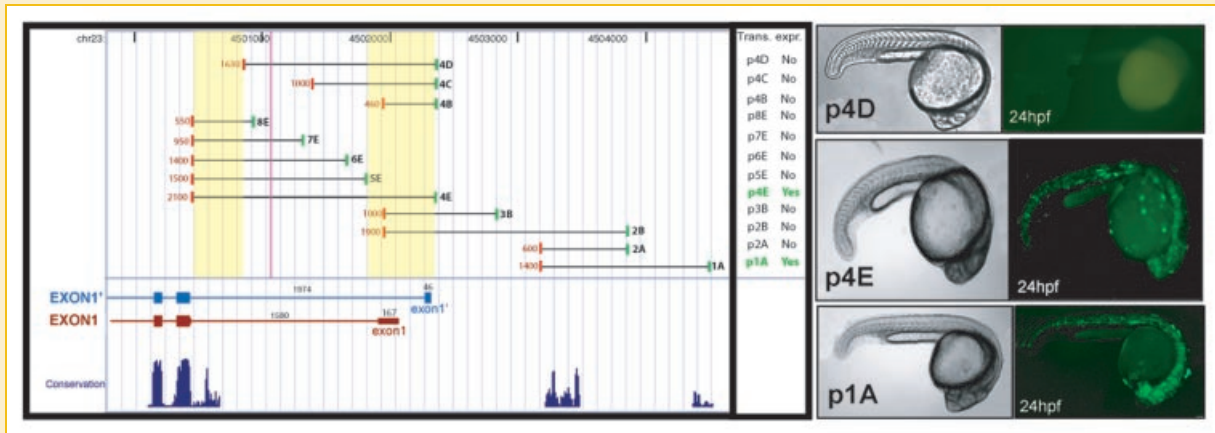 chr23 4501000 4502000 4503000 4504000
1630 4D
1000 4C
460 4B
550 8E
950 7E
1400 6E
1500 5E
2100 4E
1000 3B
1900 2B
600 2A
1400 1A
EXON1' 1974 46 exon1'
EXON1 1580 167 exon1
Conservation
Trans. expr.
p4D No
p4C No
p4B No
p8E No
p7E No
p6E No
p5E No
p4E Yes
p3B No
p2B No
p2A No
p1A Yes
p4D
24hpf
p4E
24hpf
p1A
24hpf